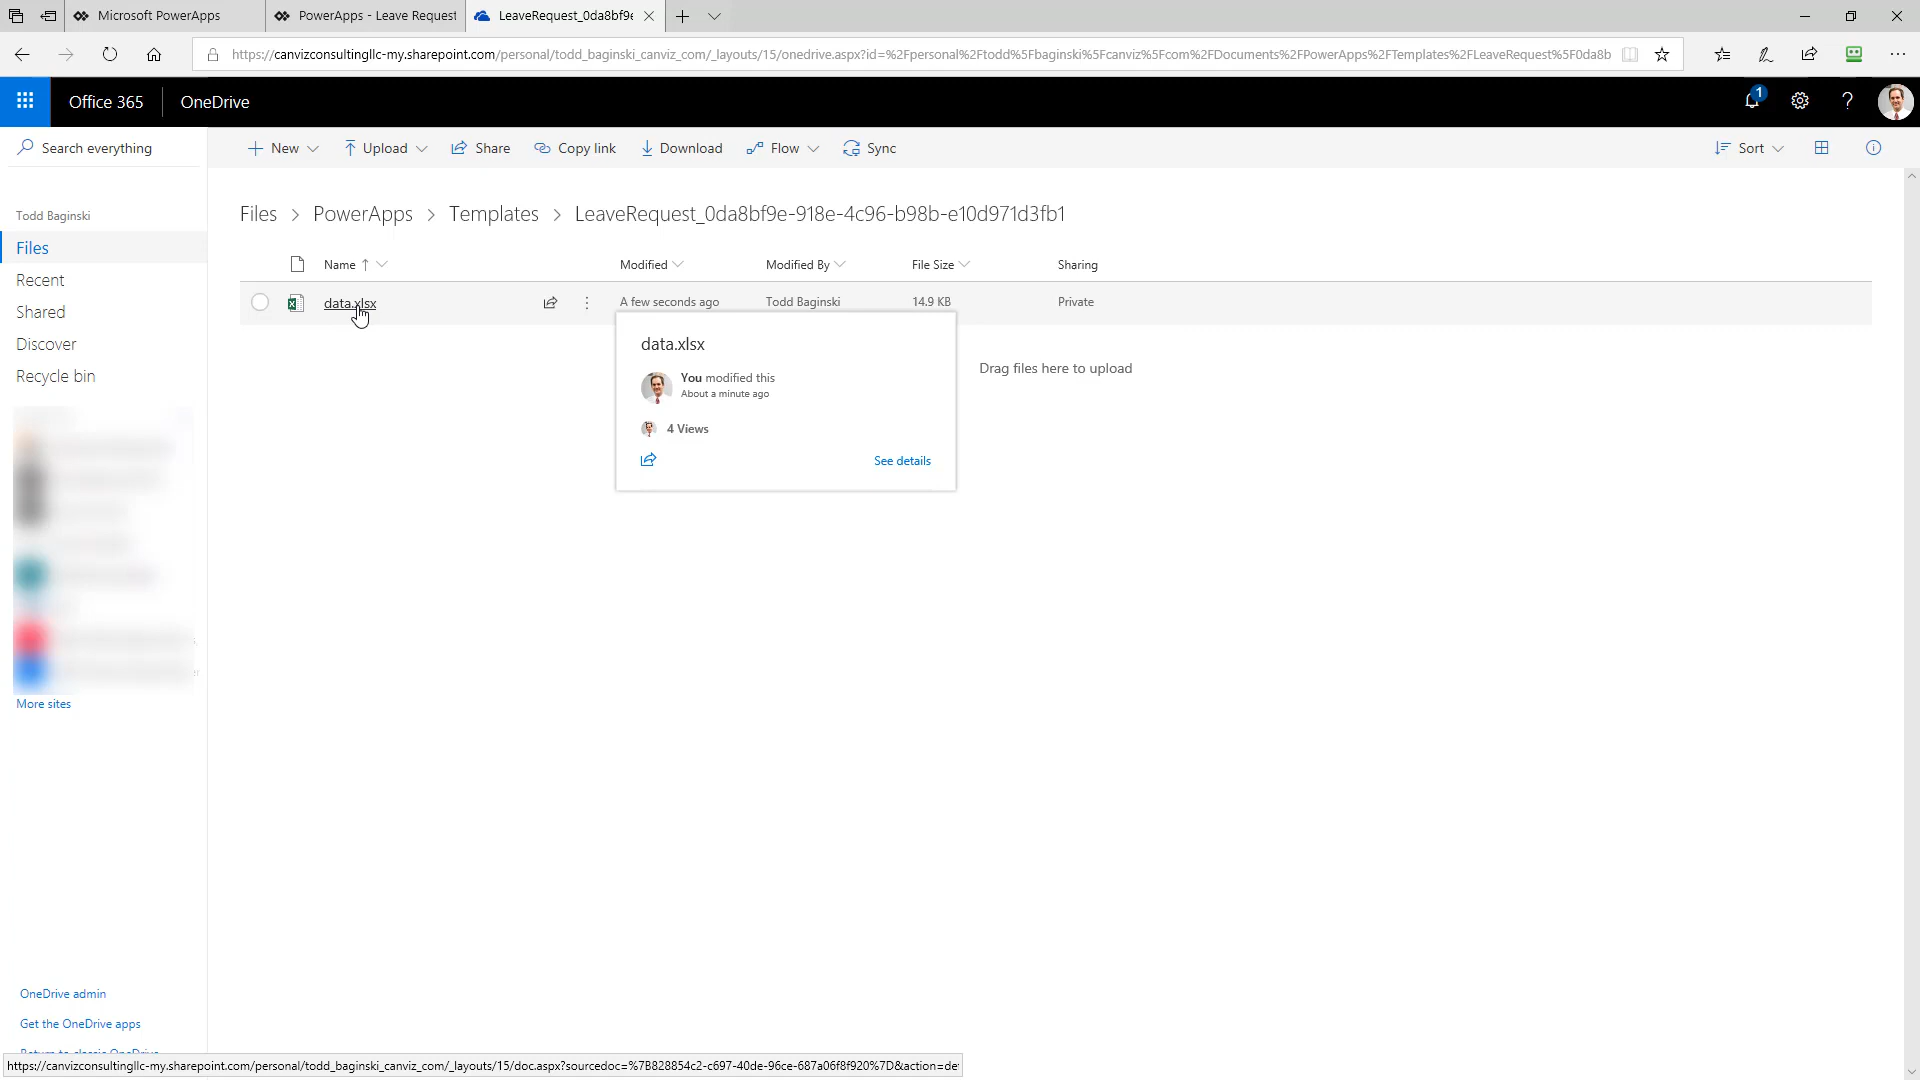 Microsoft PowerApps
PowerApps - Leave Request
LeaveRequest_0da8bf9e
https://canvizconsultingllc-my.sharepoint.com/personal/todd_baginski_canviz_com/_layouts/15/onedrive.aspx?id=%2Fpersonal%2Ftodd%5Fbaginski%5Fcanviz%5Fcom%2FDocuments%2FPowerApps%2FTemplates%2FLeaveRequest%5F0da8b
Office 365
OneDrive
1
?
Search everything
New
Upload
Share
Copy link
Download
Flow
Sync
Sort
Todd Baginski
Files
Recent
Shared
Discover
Recycle bin
More sites
Files > PowerApps > Templates > LeaveRequest_0da8bf9e-918e-4c96-b98b-e10d971d3fb1
Name
Modified
Modified By
File Size
Sharing
data.xlsx
A few seconds ago
Todd Baginski
14.9 KB
Private
data.xlsx
You modified this
About a minute ago
4 Views
See details
Drag files here to upload
OneDrive admin
Get the OneDrive apps
https://canvizconsultingllc-my.sharepoint.com/personal/todd_baginski_canviz_com/_layouts/15/doc.aspx?sourcedoc=%7B828854c2-c697-40de-96ce-687a06f8f920%7D&action=de